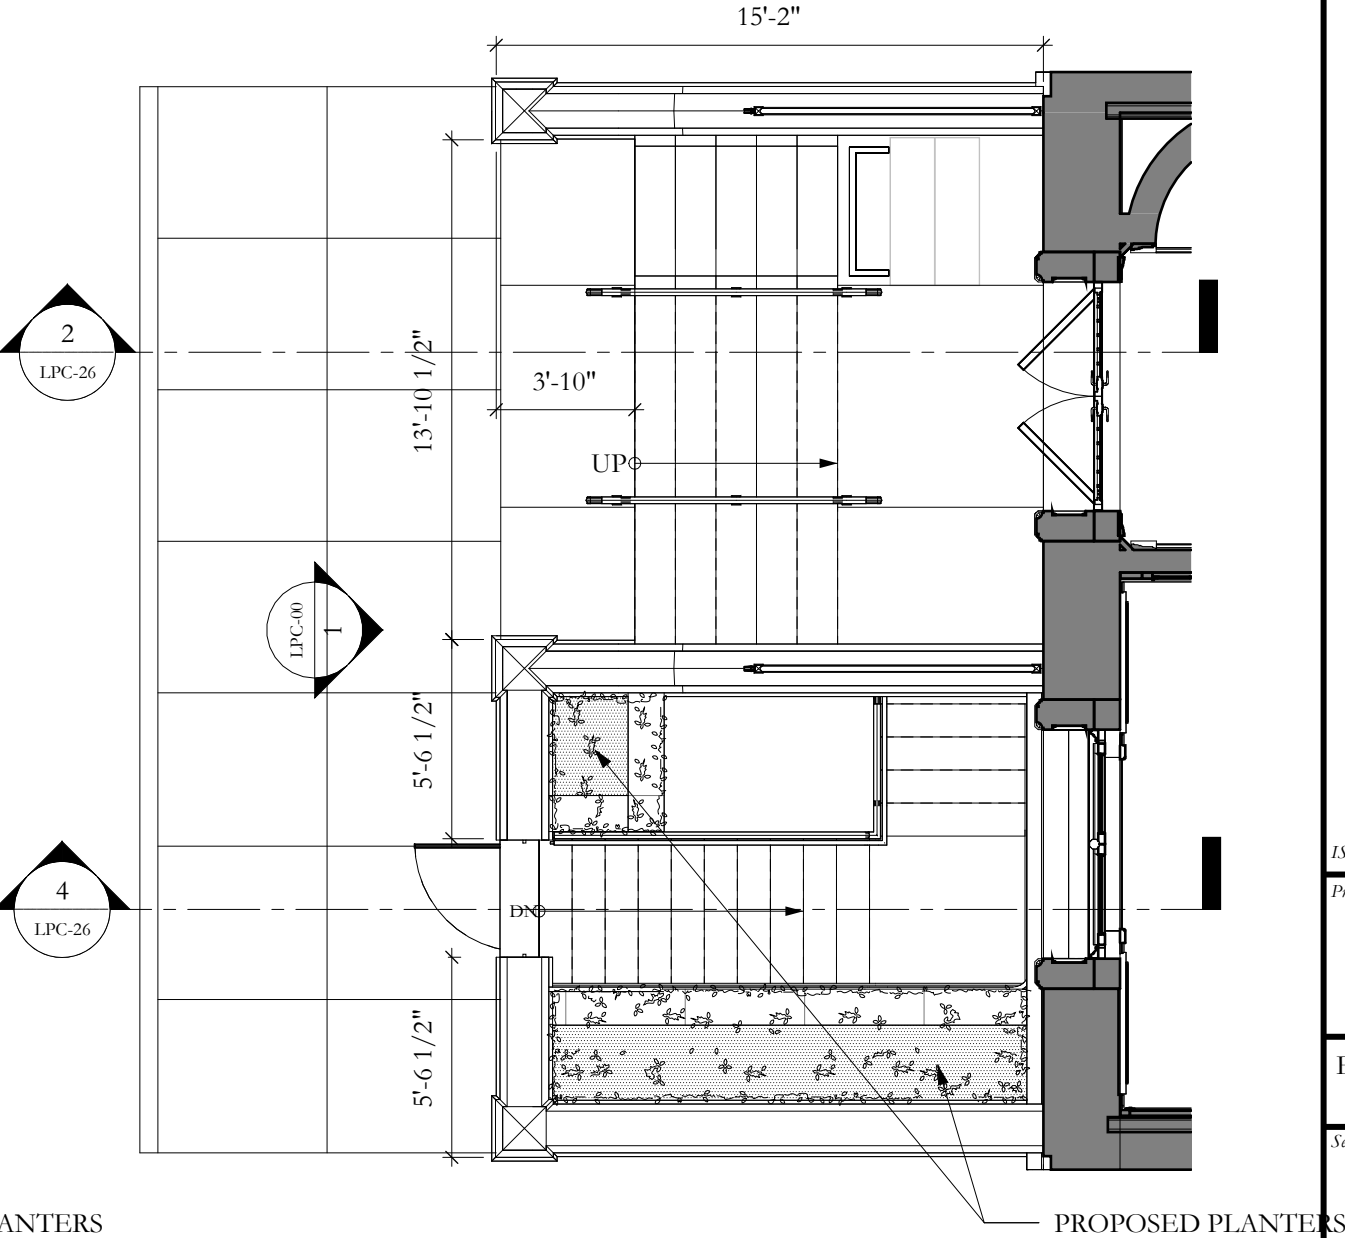 15'-2"
2
LPC-26
13'-10 1/2"
3'-10"
UP
LPC-00
1
5'-6 1/2"
4
LPC-26
DN
5'-6 1/2"
PROPOSED PLANTERS